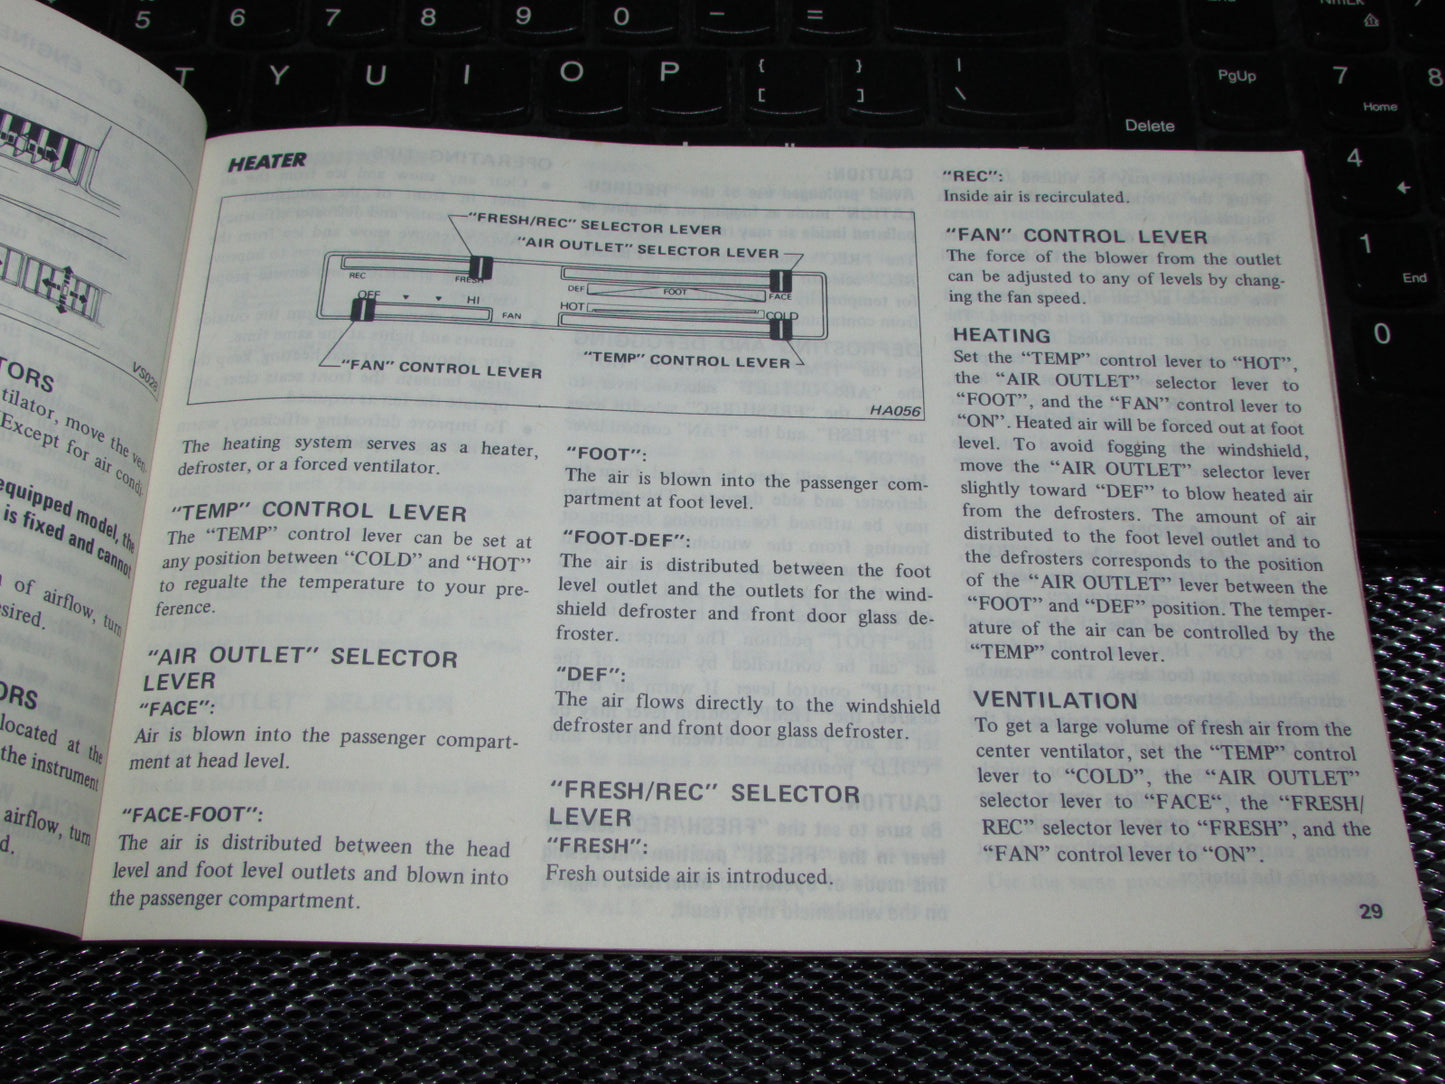 5 6 7 8 9 0 – =
T Y U I O P { [ } ] | \
Delete
PgUp
7
Home
8
4
1
End
0
VS028
TORS
tilator, move the ven-
Except for air condi-
equipped model, the
is fixed and cannot
of airflow, turn
esired.
ORS
located at the
the instrument
airflow, turn
d.
HEATER
“FRESH/REC” SELECTOR LEVER
“AIR OUTLET” SELECTOR LEVER
REC
FRESH
DEF
FOOT
FACE
OFF
HI
FAN
HOT
COLD
“FAN” CONTROL LEVER
“TEMP” CONTROL LEVER
HA056
The heating system serves as a heater,
defroster, or a forced ventilator.
“TEMP” CONTROL LEVER
The “TEMP” control lever can be set at
any position between “COLD” and “HOT”
to regualte the temperature to your pre-
ference.
“AIR OUTLET” SELECTOR
LEVER
“FACE”:
Air is blown into the passenger compart-
ment at head level.
“FACE-FOOT”:
The air is distributed between the head
level and foot level outlets and blown into
the passenger compartment.
“FOOT”:
The air is blown into the passenger com-
partment at foot level.
“FOOT-DEF”:
The air is distributed between the foot
level outlet and the outlets for the wind-
shield defroster and front door glass de-
froster.
“DEF”:
The air flows directly to the windshield
defroster and front door glass defroster.
“FRESH/REC” SELECTOR
LEVER
“FRESH”:
Fresh outside air is introduced.
“REC”:
Inside air is recirculated.
“FAN” CONTROL LEVER
The force of the blower from the outlet
can be adjusted to any of levels by chang-
ing the fan speed.
HEATING
Set the “TEMP” control lever to “HOT”,
the “AIR OUTLET” selector lever to
“FOOT”, and the “FAN” control lever to
“ON”. Heated air will be forced out at foot
level. To avoid fogging the windshield,
move the “AIR OUTLET” selector lever
slightly toward “DEF” to blow heated air
from the defrosters. The amount of air
distributed to the foot level outlet and to
the defrosters corresponds to the position
of the “AIR OUTLET” lever between the
“FOOT” and “DEF” position. The temper-
ature of the air can be controlled by the
“TEMP” control lever.
VENTILATION
To get a large volume of fresh air from the
center ventilator, set the “TEMP” control
lever to “COLD”, the “AIR OUTLET”
selector lever to “FACE“, the “FRESH/
REC” selector lever to “FRESH”, and the
“FAN” control lever to “ON”.
29